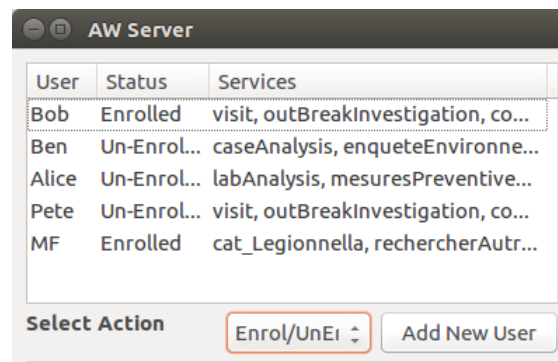 AW Server
User Status Services
Bob Enrolled visit, outBreakInvestigation, co...
Ben Un-Enrol... caseAnalysis, enqueteEnvironne...
Alice Un-Enrol... labAnalysis, mesuresPreventive...
Pete Un-Enrol... visit, outBreakInvestigation, co...
MF Enrolled cat_Legionnella, rechercherAutr...
Select Action Enrol/UnEr Add New User